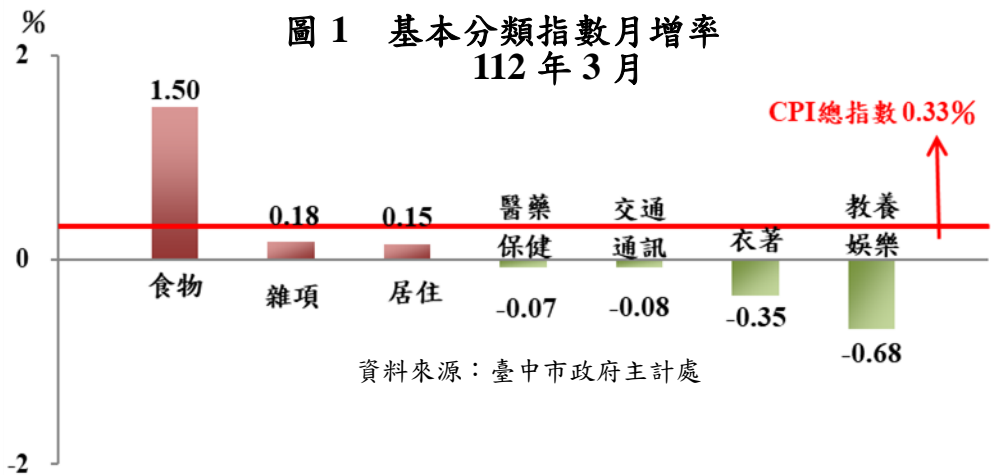 圖 1 基本分類指數月增率
112 年 3 月
%
2
1.50
CPI總指數 0.33%
0.18
0.15
醫藥
保健
交通
通訊
衣著
教養
娛樂
0
食物
雜項
居住
-0.07
-0.08
-0.35
-0.68
資料來源：臺中市政府主計處
-2